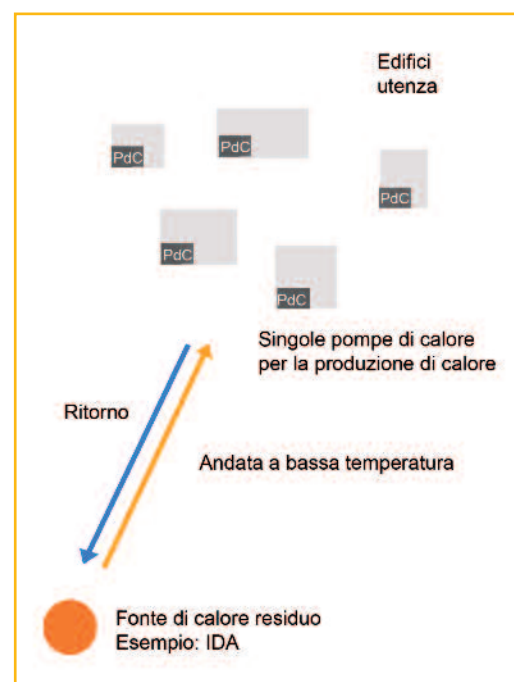 Edifici
utenza
PdC
PdC
PdC
PdC
PdC
Singole pompe di calore
per la produzione di calore
Ritorno
Andata a bassa temperatura
Fonte di calore residuo
Esempio: IDA